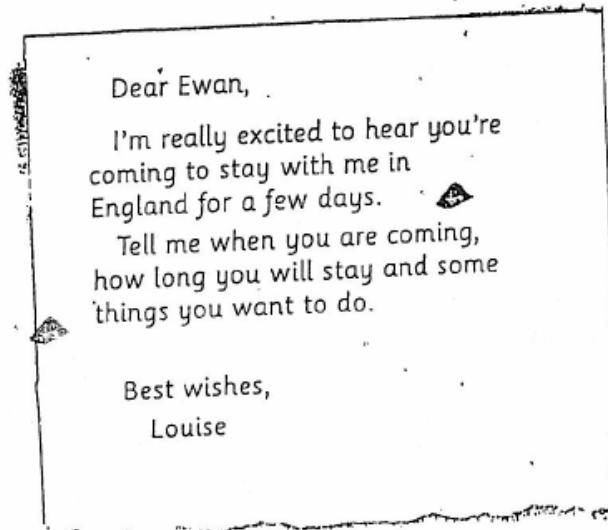 Dear Ewan,
I'm really excited to hear you're
coming to stay with me in
England for a few days.
Tell me when you are coming,
how long you will stay and some
things you want to do.
Best wishes,
Louise